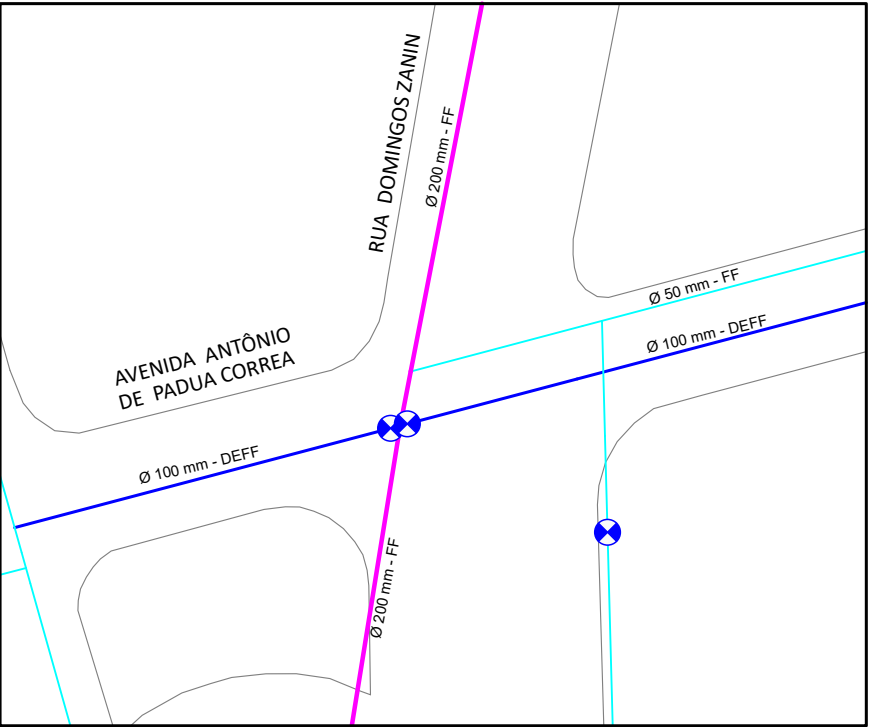 RUA DOMINGOS ZANIN
Ø 200 mm - FF
Ø 50 mm - FF
Ø 100 mm - DEFF
AVENIDA ANTÔNIO
DE PADUA CORREA
Ø 100 mm - DEFF
Ø 200 mm - FF